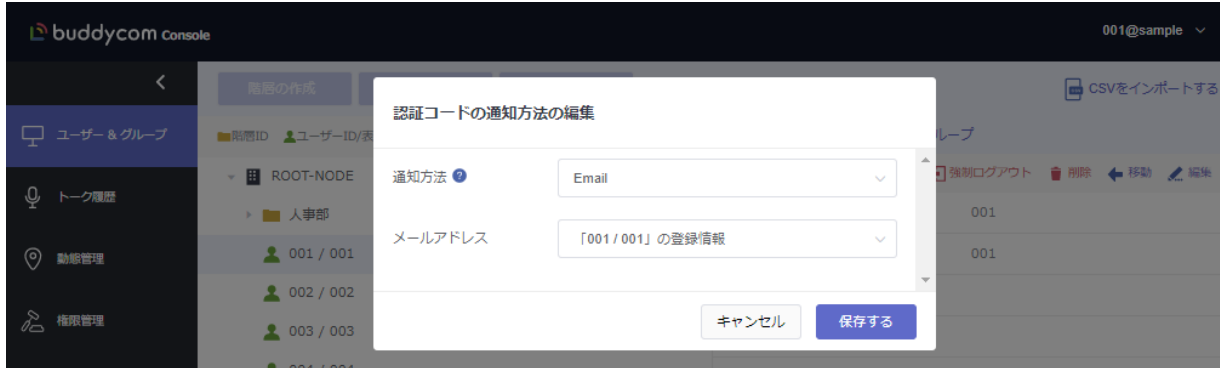 buddycom Console
001@sample
階層の作成
CSVをインポートする
認証コードの通知方法の編集
ユーザー & グループ
階層ID ユーザーID/表
ループ
ROOT-NODE
通知方法 ?
Email
強制ログアウト 削除 移動 編集
トーク履歴
人事部
001
メールアドレス
「001 / 001」の登録情報
動態管理
001 / 001
001
002 / 002
キャンセル
保存する
権限管理
003 / 003